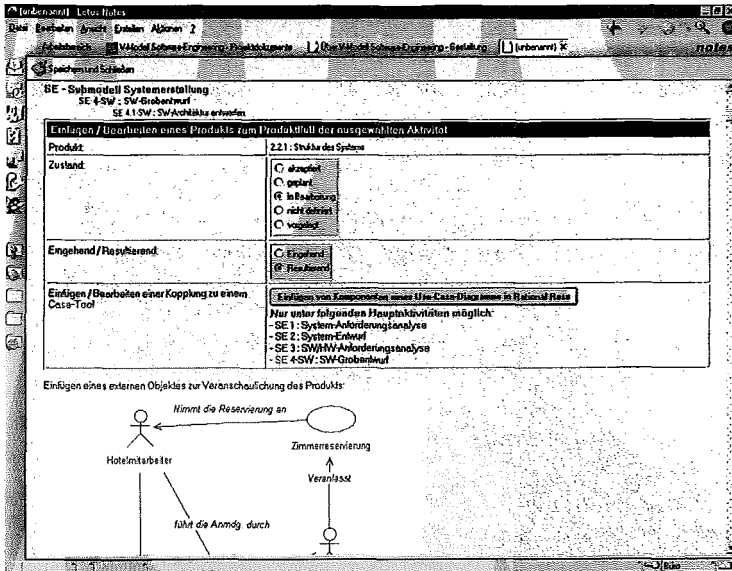 (unbenannt) - Lotus Notes
Datei Bearbeiten Ansicht Erstellen Aktionen ?
Arbeitsbereich V-Modell Software-Engineering - Projektdokumente Über V-Modell Software-Engineering - Gestaltung (unbenannt)
notes
Speichern und Schließen
SE - Submodell Systemerstellung
SE 4-SW : SW-Grobentwurf
SE 4.1-SW : SW-Architektur entwerfen
Einfügen / Bearbeiten eines Produkts zum Produktfluß der ausgewählten Aktivität
Produkt: 2.2.1 : Struktur des Systems
Zustand:
akzeptiert
geplant
in Bearbeitung
nicht definiert
vorgelegt
Eingehend / Resultierend:
Eingehend
Resultierend
Einfügen / Bearbeiten einer Kopplung zu einem Case-Tool
Einfügen von Komponenten eines Use-Case-Diagramms in Rational Rose
Nur unter folgenden Hauptaktivitäten möglich:
- SE 1 : System-Anforderungsanalyse
- SE 2 : System-Entwurf
- SE 3 : SW/HW-Anforderungsanalyse
- SE 4-SW : SW-Grobentwurf
Einfügen eines externen Objektes zur Veranschaulichung des Produkts:
Nimmt die Reservierung an
Zimmerreservierung
Hotelmitarbeiter
Veranlasst
führt die Anmdg. durch
Büro